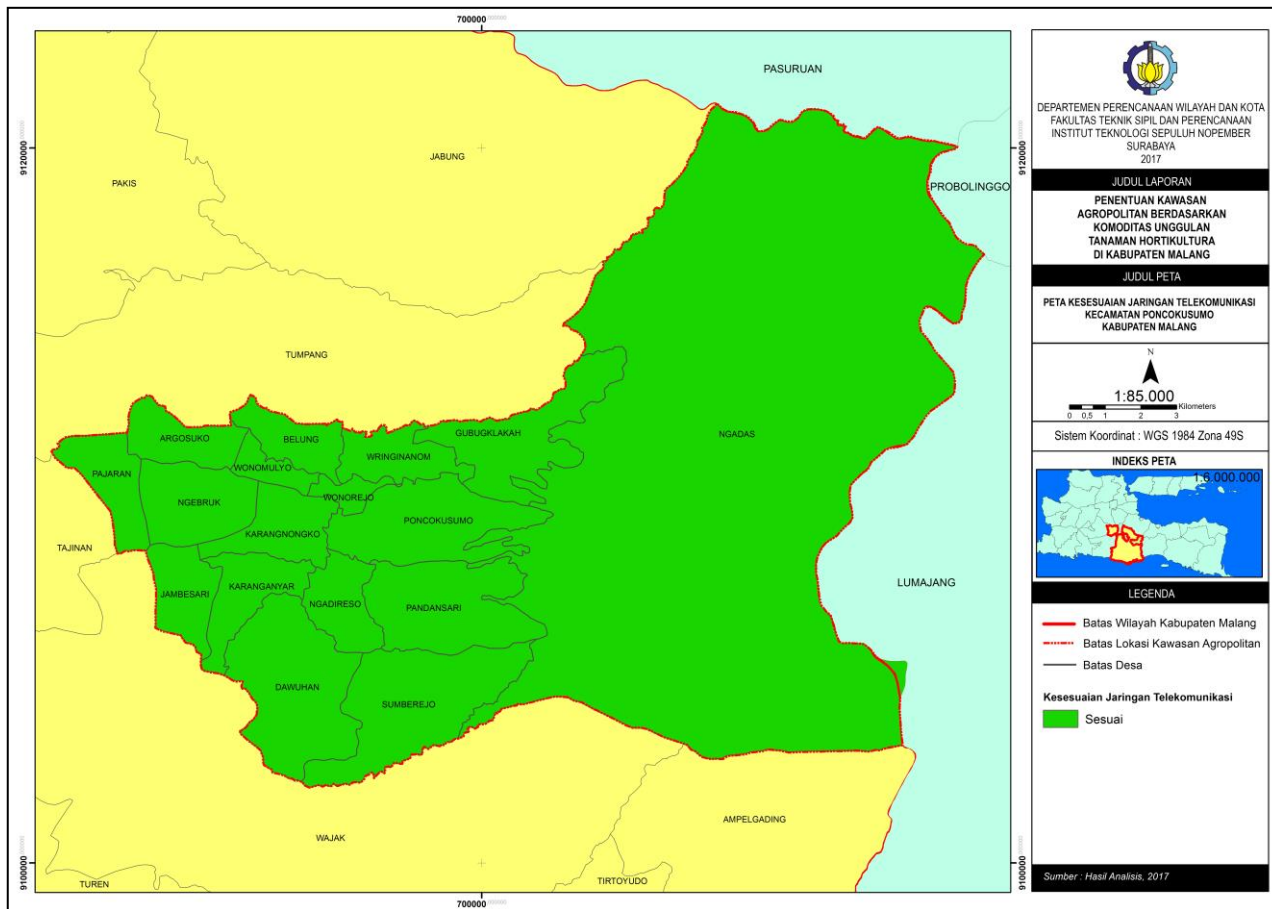 700000
PASURUAN
9120000
9120000
JABUNG
PAKIS
PROBOLINGGO
TUMPANG
NGADAS
GUBUGKLAKAH
ARGOSUKO
BELUNG
WRINGINANOM
PAJARAN
WONOMULYO
WONOREJO
NGEBRUK
PONCOKUSUMO
KARANGNONGKO
TAJINAN
LUMAJANG
JAMBESARI
KARANGANYAR
NGADIRESO
PANDANSARI
DAWUHAN
SUMBEREJO
AMPELGADING
WAJAK
9100000
9100000
TUREN
TIRTOYUDO
700000
DEPARTEMEN PERENCANAAN WILAYAH DAN KOTA
FAKULTAS TEKNIK SIPIL DAN PERENCANAAN
INSTITUT TEKNOLOGI SEPULUH NOPEMBER
SURABAYA
2017
JUDUL LAPORAN
PENENTUAN KAWASAN
AGROPOLITAN BERDASARKAN
KOMODITAS UNGGULAN
TANAMAN HORTIKULTURA
DI KABUPATEN MALANG
JUDUL PETA
PETA KESESUAIAN JARINGAN TELEKOMUNIKASI
KECAMATAN PONCOKUSUMO
KABUPATEN MALANG
N
1:85.000
Kilometers
0 0,5 1 2 3
Sistem Koordinat : WGS 1984 Zona 49S
INDEKS PETA
1:6.000.000
LEGENDA
Batas Wilayah Kabupaten Malang
Batas Lokasi Kawasan Agropolitan
Batas Desa
Kesesuaian Jaringan Telekomunikasi
Sesuai
Sumber : Hasil Analisis, 2017